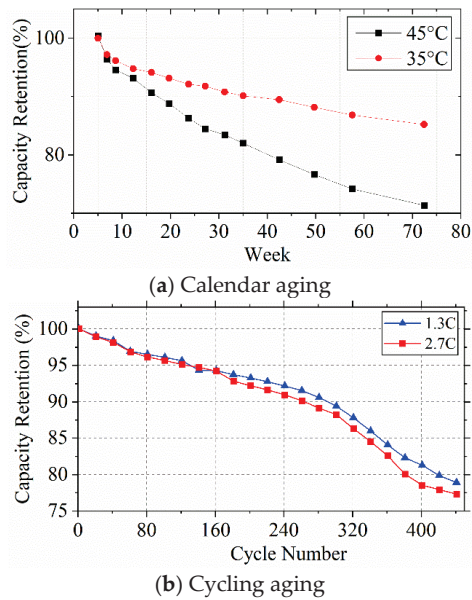 Capacity Retention(%)
100
80
45°C
35°C
0 10 20 30 40 50 60 70 80
Week
(a) Calendar aging
Capacity Retention (%)
100
95
90
85
80
75
1.3C
2.7C
0 80 160 240 320 400
Cycle Number
(b) Cycling aging